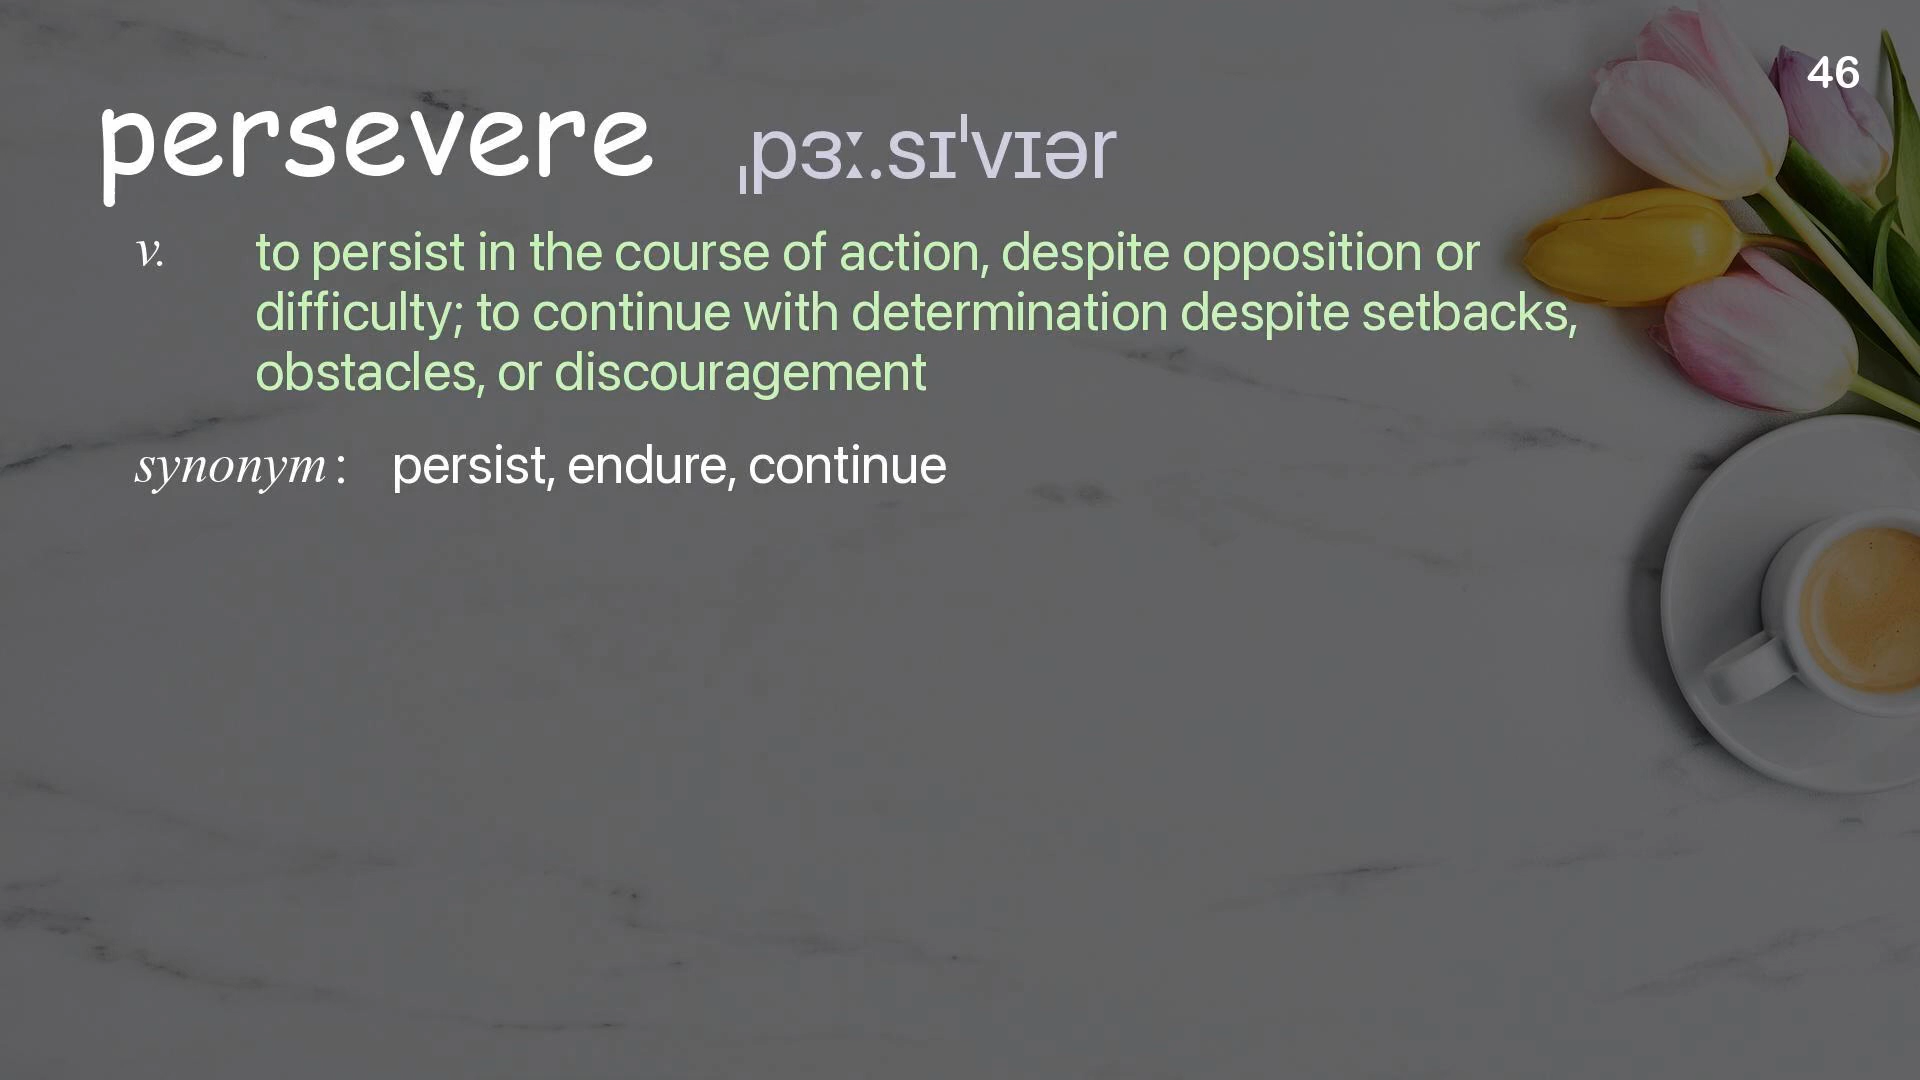 46
persevere ˌpɜː.sɪˈvɪər
v. to persist in the course of action, despite opposition or
difficulty; to continue with determination despite setbacks,
obstacles, or discouragement
synonym: persist, endure, continue